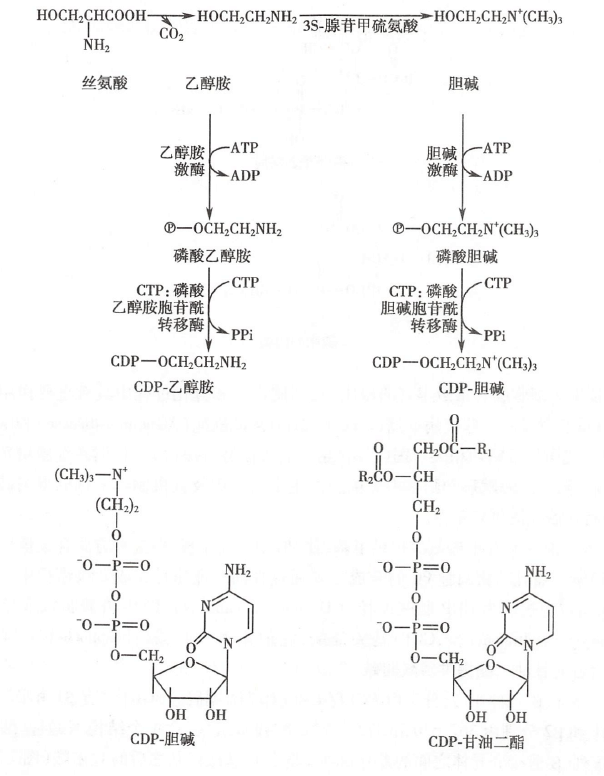 HOCH₂CHCOOH HOCH₂CH₂NH₂ 3S-腺苷甲硫氨酸 HOCH₂CH₂N⁺(CH₃)₃
NH₂ CO₂
丝氨酸 乙醇胺 胆碱
乙醇胺激酶 ATP ADP
胆碱激酶 ATP ADP
Ⓟ—OCH₂CH₂NH₂ Ⓟ—OCH₂CH₂N⁺(CH₃)₃
磷酸乙醇胺 磷酸胆碱
CTP：磷酸 CTP CTP：磷酸 CTP
乙醇胺胞苷酰 胆碱胞苷酰
转移酶 PPi 转移酶 PPi
CDP—OCH₂CH₂NH₂ CDP—OCH₂CH₂N⁺(CH₃)₃
CDP-乙醇胺 CDP-胆碱
(CH₃)₃—N⁺
(CH₂)₂
O
⁻O—P=O
O
⁻O—P=O
O—CH₂
NH₂
N
O
N
O
OH OH
CDP-胆碱
O
CH₂OC—R₁
O
R₂CO—CH
CH₂
O
⁻O—P=O
O
⁻O—P=O
O—CH₂
NH₂
N
O
N
O
OH OH
CDP-甘油二酯